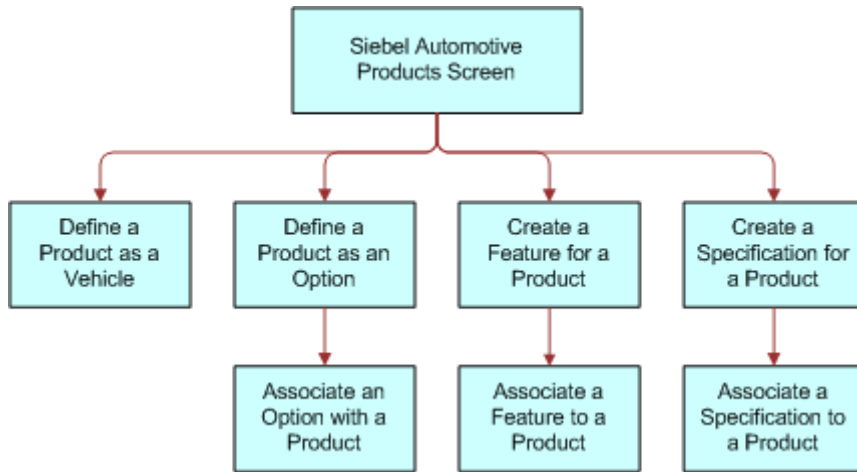 Siebel Automotive
Products Screen
Define a
Product as a
Vehicle
Define a
Product as an
Option
Create a
Feature for a
Product
Create a
Specification for
a Product
Associate an
Option with a
Product
Associate a
Feature to a
Product
Associate a
Specification to
a Product